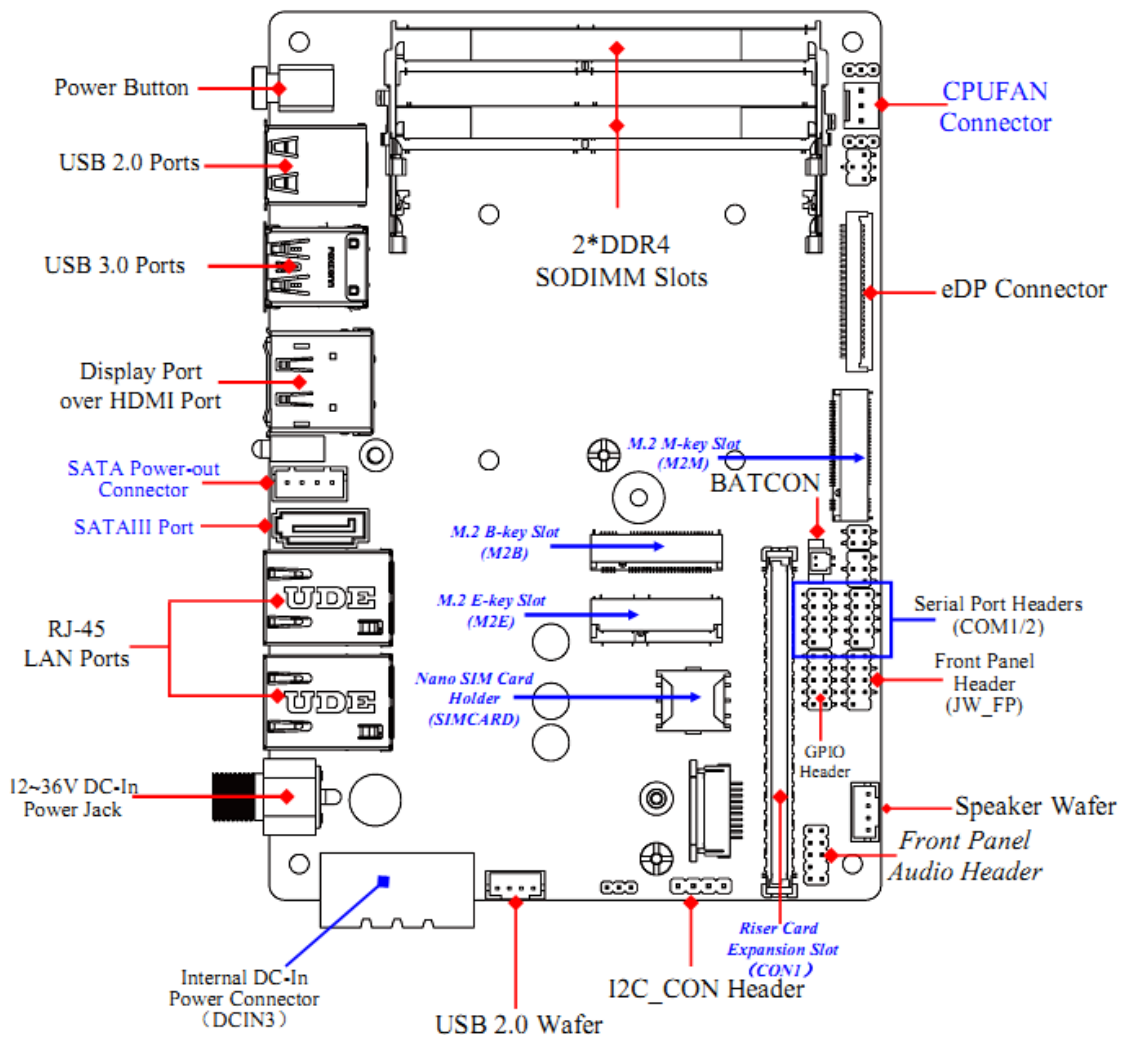 Power Button
CPUFAN
Connector
USB 2.0 Ports
2*DDR4
SODIMM Slots
USB 3.0 Ports
FOXCONN
eDP Connector
Display Port
over HDMI Port
M.2 M-key Slot
(M2M)
SATA Power-out
Connector
BATCON
SATAIII Port
M.2 B-key Slot
(M2B)
UDE
M.2 E-key Slot
(M2E)
Serial Port Headers
(COM1/2)
RJ-45
LAN Ports
Front Panel
Header
(JW_FP)
Nano SIM Card
Holder
(SIMCARD)
UDE
GPIO
Header
12~36V DC-In
Power Jack
Speaker Wafer
Front Panel
Audio Header
Riser Card
Expansion Slot
(CON1)
Internal DC-In
Power Connector
(DCIN3)
I2C_CON Header
USB 2.0 Wafer